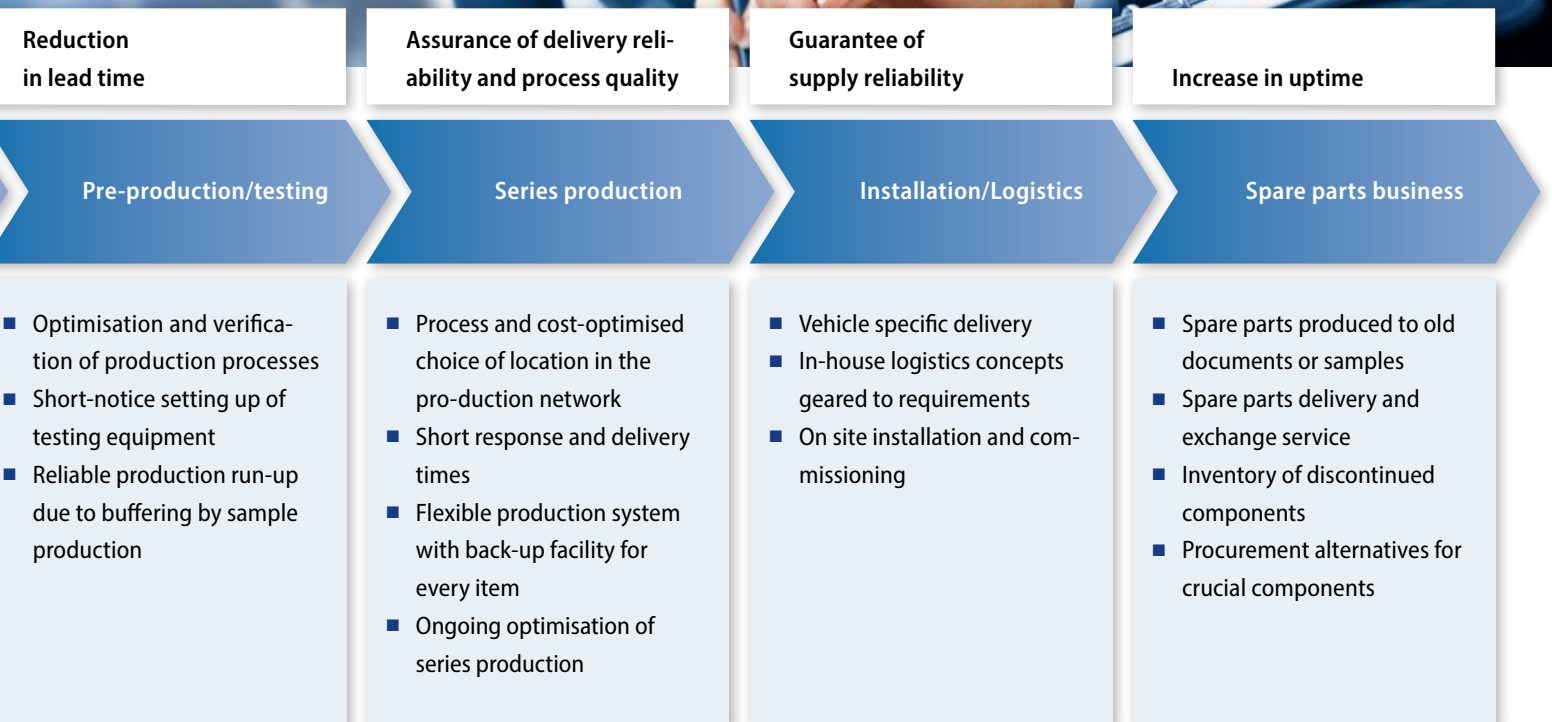 Reduction
in lead time
Assurance of delivery reli-
ability and process quality
Guarantee of
supply reliability
Increase in uptime
Pre-production/testing
Series production
Installation/Logistics
Spare parts business
■ Optimisation and verifica-
tion of production processes
■ Short-notice setting up of
testing equipment
■ Reliable production run-up
due to buffering by sample
production
■ Process and cost-optimised
choice of location in the
pro-duction network
■ Short response and delivery
times
■ Flexible production system
with back-up facility for
every item
■ Ongoing optimisation of
series production
■ Vehicle specific delivery
■ In-house logistics concepts
geared to requirements
■ On site installation and com-
missioning
■ Spare parts produced to old
documents or samples
■ Spare parts delivery and
exchange service
■ Inventory of discontinued
components
■ Procurement alternatives for
crucial components